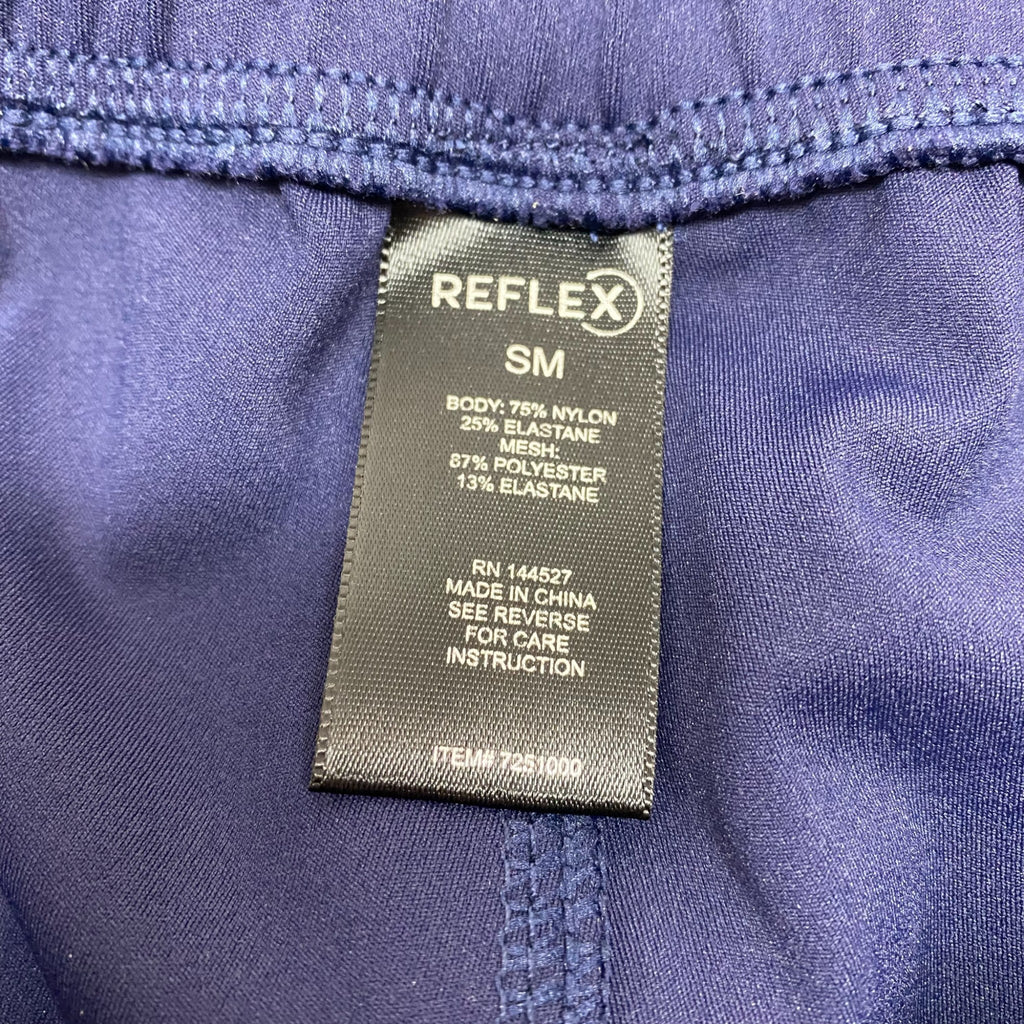 REFLEX
SM
BODY: 75% NYLON
25% ELASTANE
MESH:
87% POLYESTER
13% ELASTANE
RN 144527
MADE IN CHINA
SEE REVERSE
FOR CARE
INSTRUCTION
ITEM# 7251000